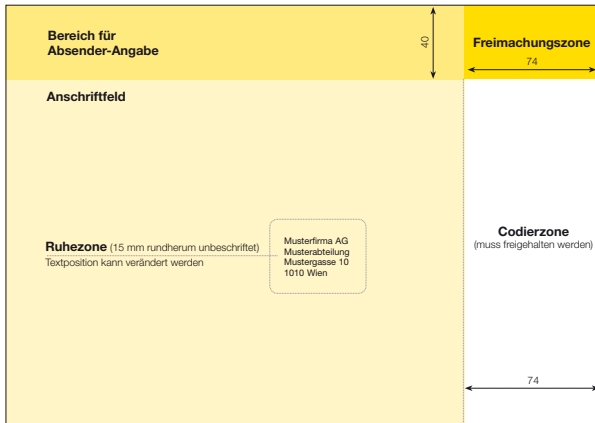 Bereich für
Absender-Angabe
40
Freimachungszone
74
Anschriftfeld
Ruhezone (15 mm rundherum unbeschriftet)
Textposition kann verändert werden
Musterfirma AG
Musterabteilung
Mustergasse 10
1010 Wien
Codierzone
(muss freigehalten werden)
74